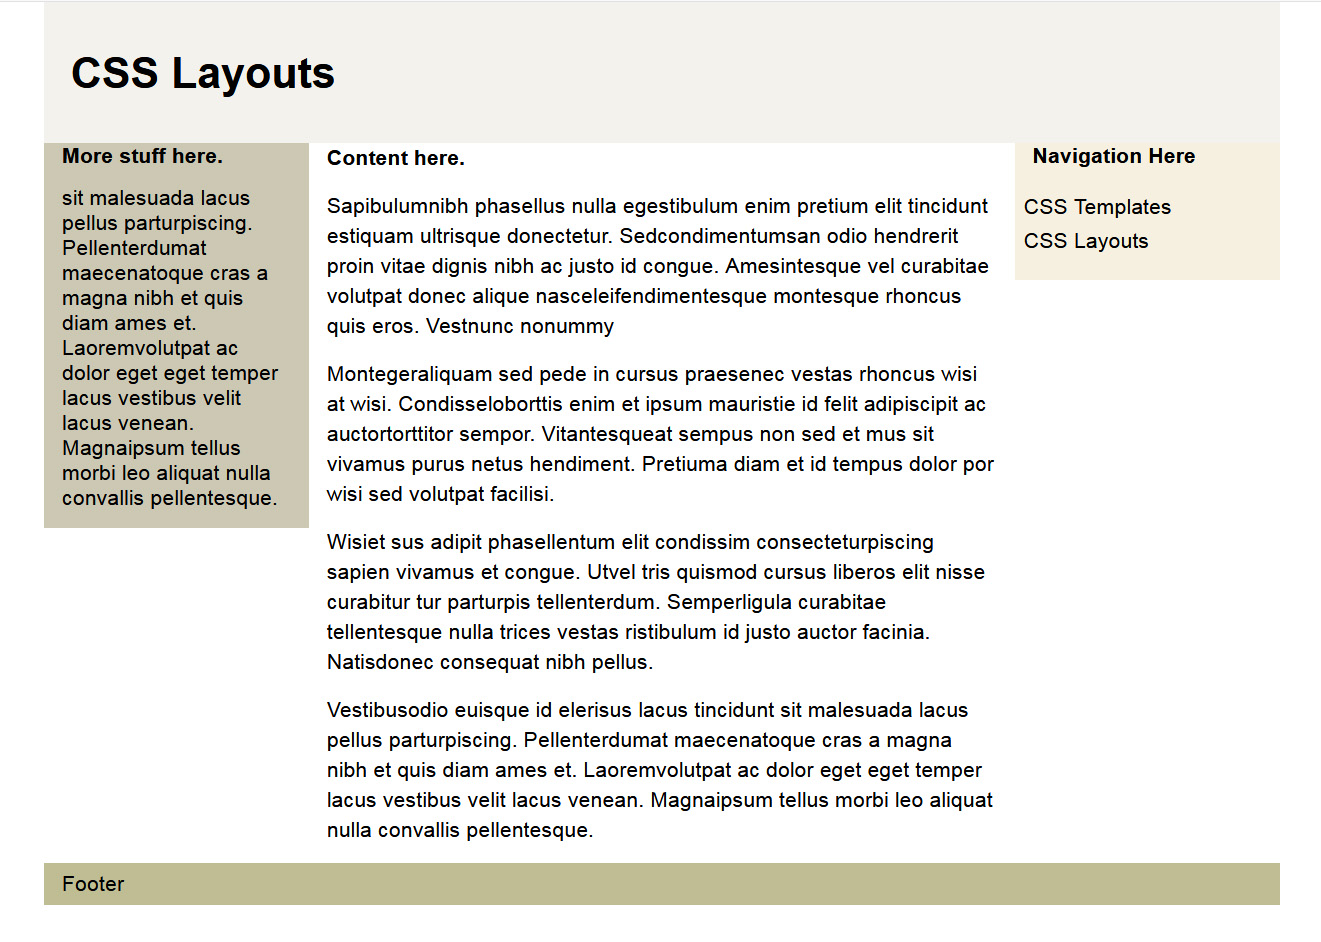 CSS Layouts
More stuff here.
sit malesuada lacus
pellus parturpiscing.
Pellenterdumat
maecenatoque cras a
magna nibh et quis
diam ames et.
Laoremvolutpat ac
dolor eget eget temper
lacus vestibus velit
lacus venean.
Magnaipsum tellus
morbi leo aliquat nulla
convallis pellentesque.
Content here.
Sapibulumnibh phasellus nulla egestibulum enim pretium elit tincidunt
estiquam ultrisque donectetur. Sedcondimentumsan odio hendrerit
proin vitae dignis nibh ac justo id congue. Amesintesque vel curabitae
volutpat donec alique nasceleifendimentesque montesque rhoncus
quis eros. Vestnunc nonummy
Montegeraliquam sed pede in cursus praesenec vestas rhoncus wisi
at wisi. Condisseloborttis enim et ipsum mauristie id felit adipiscipit ac
auctortorttitor sempor. Vitantesqueat sempus non sed et mus sit
vivamus purus netus hendiment. Pretiuma diam et id tempus dolor por
wisi sed volutpat facilisi.
Wisiet sus adipit phasellentum elit condissim consecteturpiscing
sapien vivamus et congue. Utvel tris quismod cursus liberos elit nisse
curabitur tur parturpis tellenterdum. Semperligula curabitae
tellentesque nulla trices vestas ristibulum id justo auctor facinia.
Natisdonec consequat nibh pellus.
Vestibusodio euisque id elerisus lacus tincidunt sit malesuada lacus
pellus parturpiscing. Pellenterdumat maecenatoque cras a magna
nibh et quis diam ames et. Laoremvolutpat ac dolor eget eget temper
lacus vestibus velit lacus venean. Magnaipsum tellus morbi leo aliquat
nulla convallis pellentesque.
Navigation Here
CSS Templates
CSS Layouts
Footer